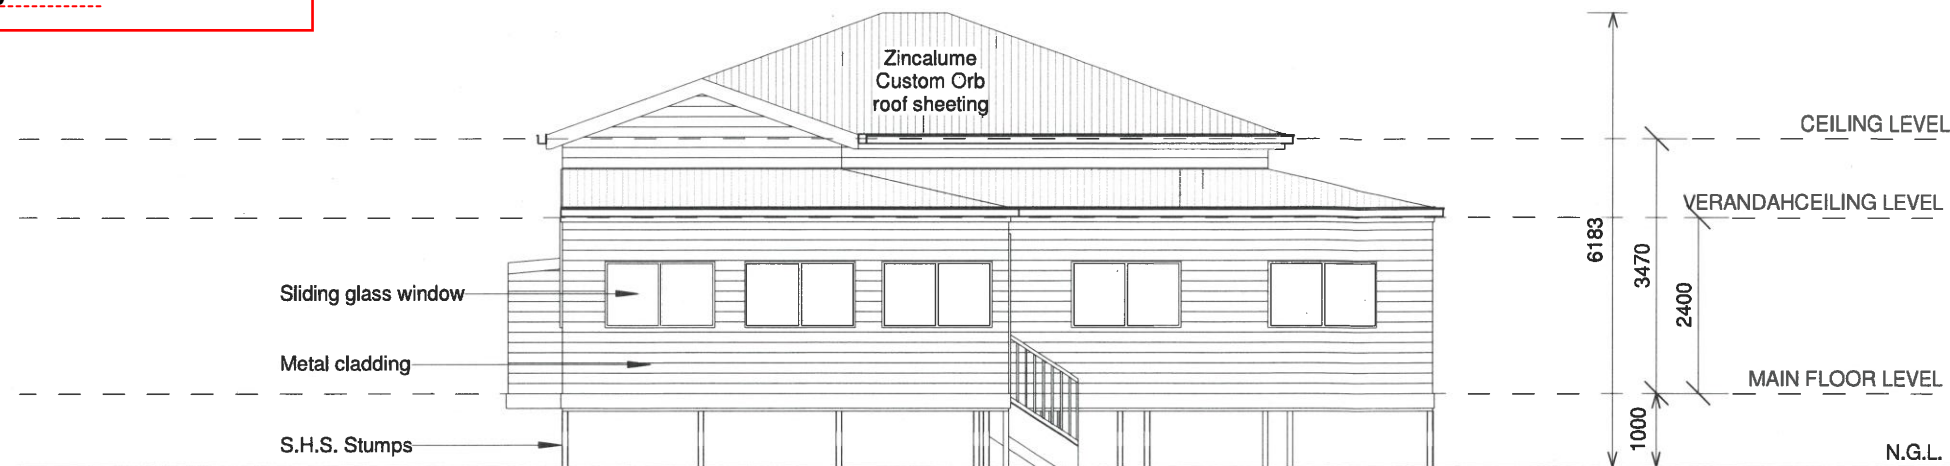 Zincalume
Custom Orb
roof sheeting
CEILING LEVEL
VERANDAHCEILING LEVEL
6183
3470
2400
Sliding glass window
Metal cladding
MAIN FLOOR LEVEL
1000
S.H.S. Stumps
N.G.L.